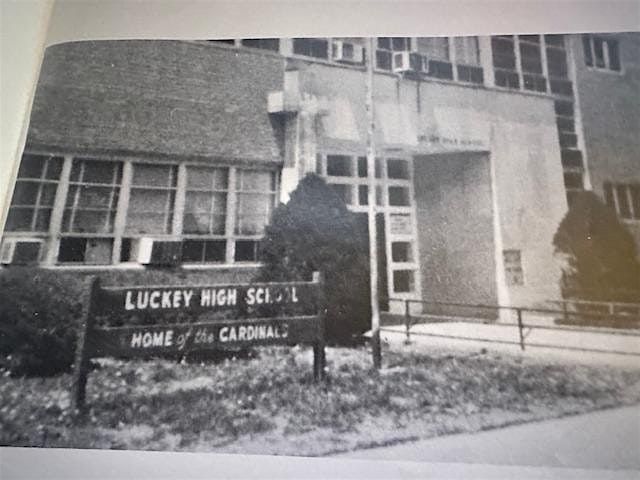 LUCKEY HIGH SCHOOL
HOME of the CARDINALS